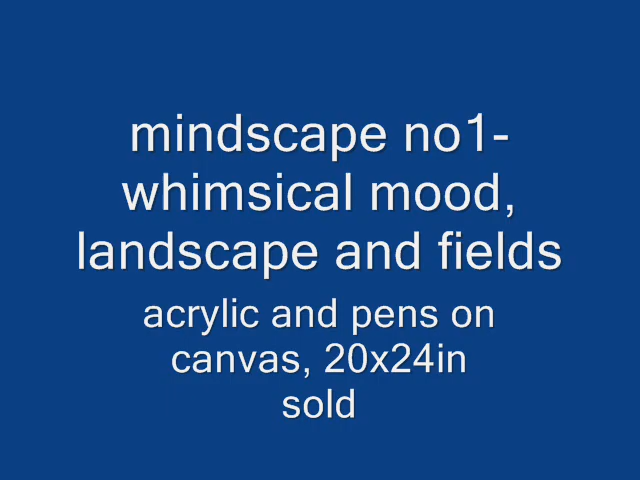 mindscape no1-
whimsical mood,
landscape and fields
acrylic and pens on
canvas, 20x24in
sold